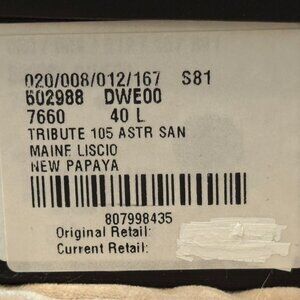 020/008/012/167 S81
602988 DWE00
7660 40 L
TRIBUTE 105 ASTR SAN
MAINE LISCIO
NEW PAPAYA
807998435
Original Retail:
Current Retail: